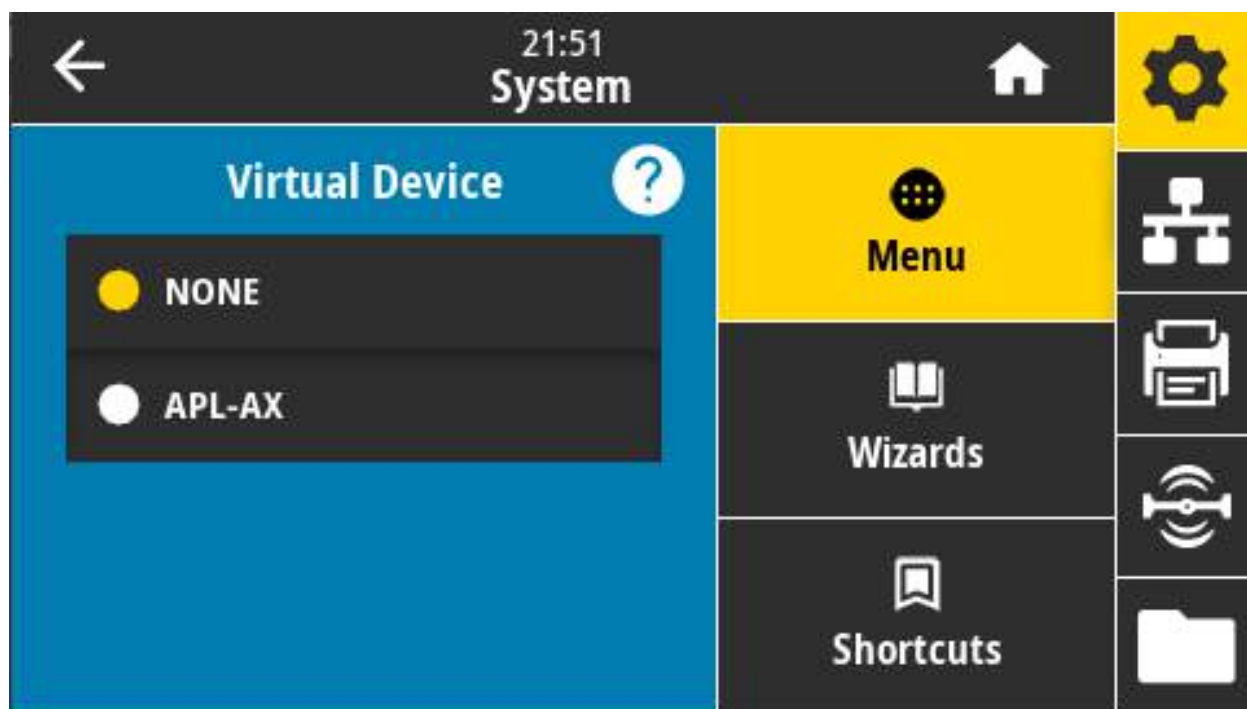 21:51
System
Virtual Device
?
NONE
APL-AX
Menu
Wizards
Shortcuts